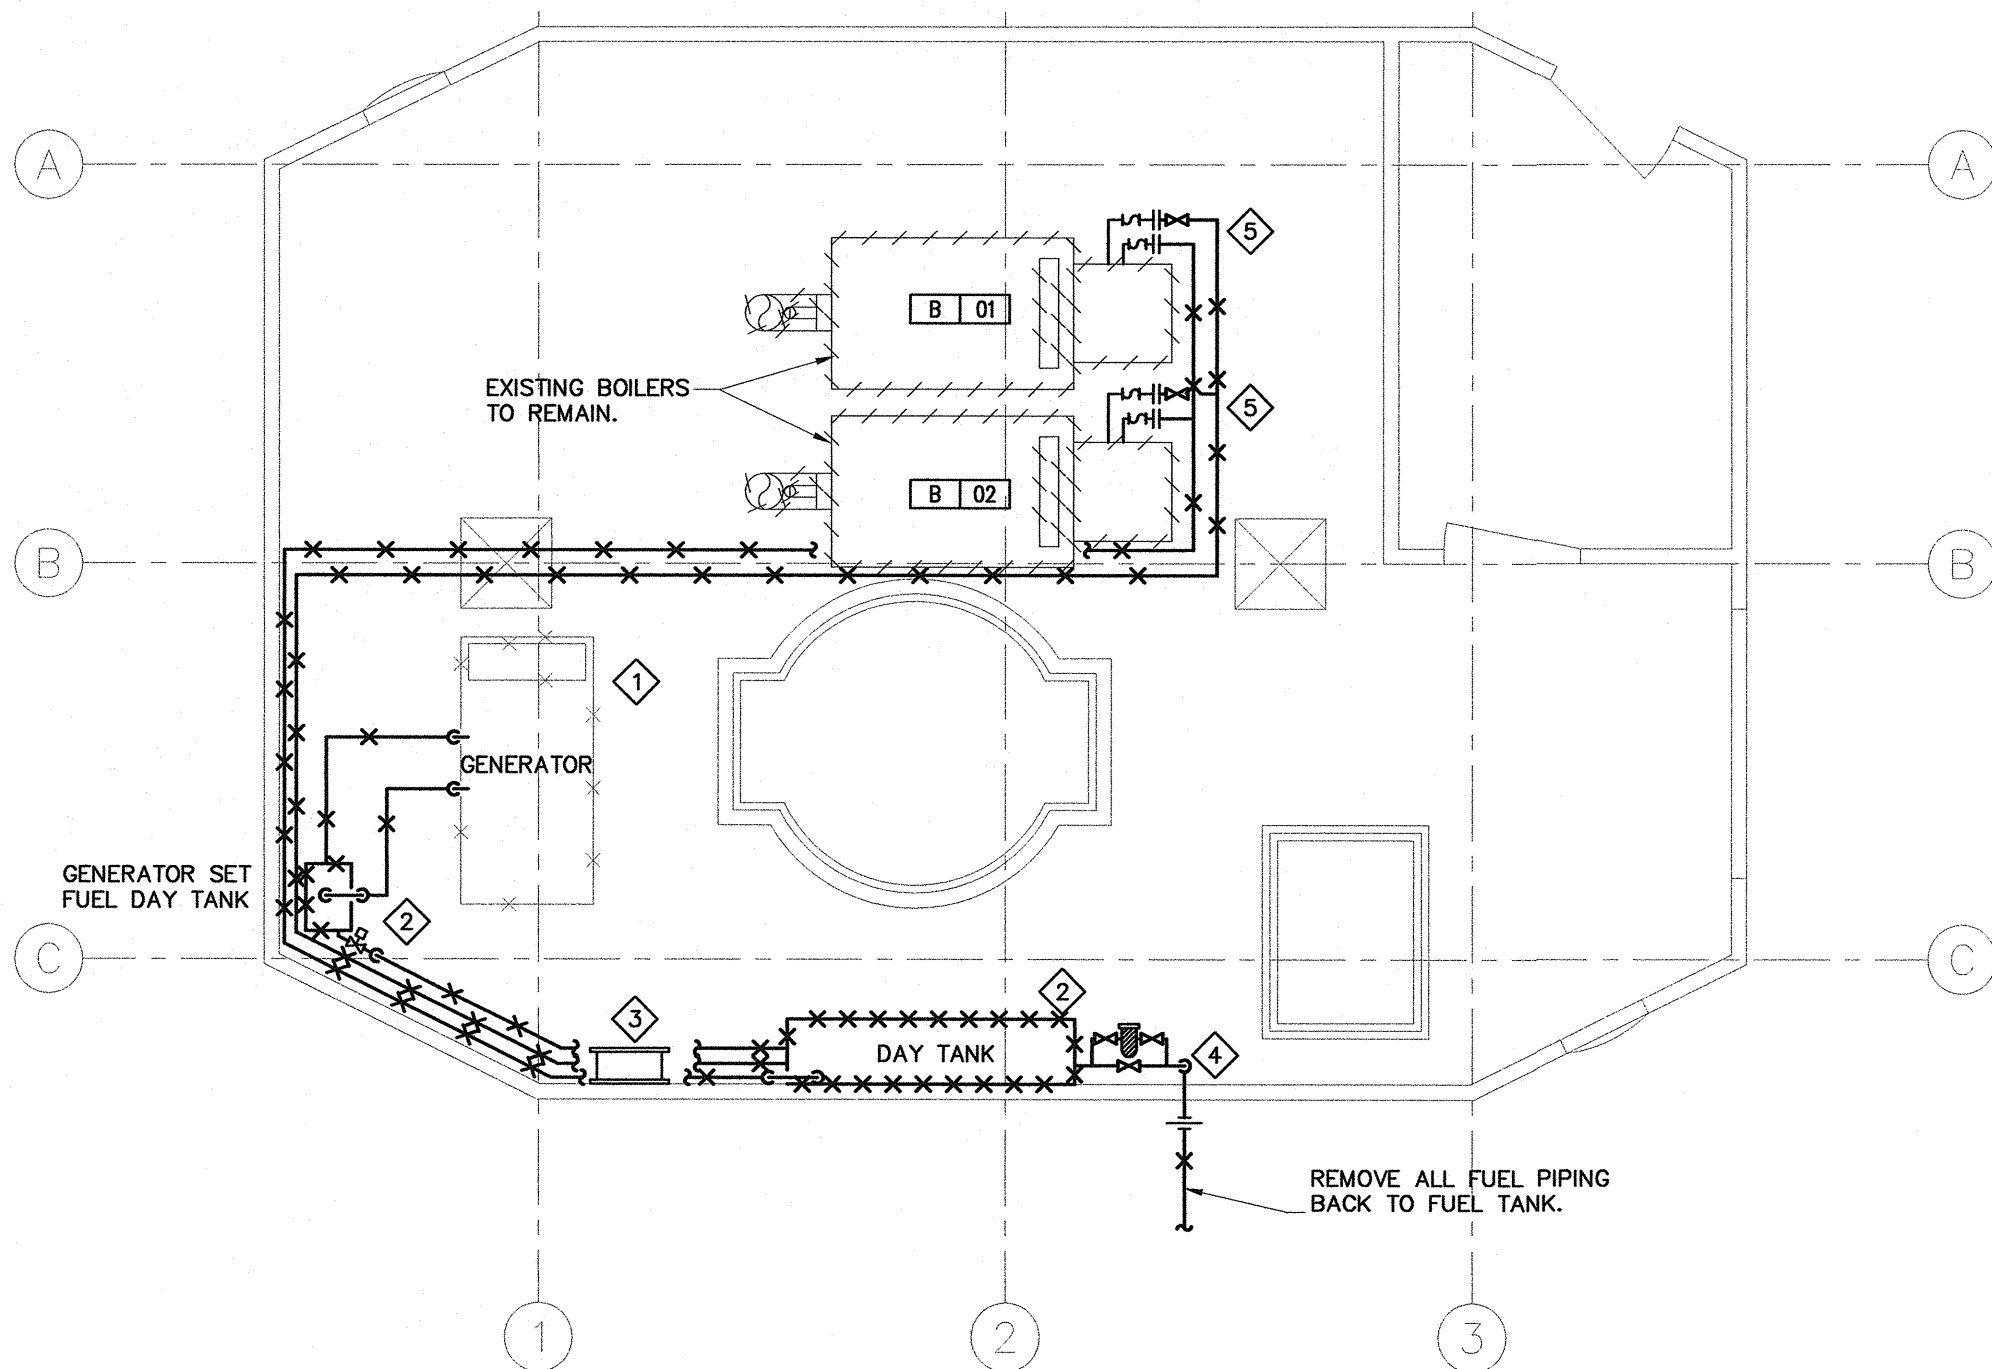 A
A
5
B 01
EXISTING BOILERS
TO REMAIN.
5
B 02
B
B
1
GENERATOR
GENERATOR SET
FUEL DAY TANK
2
C
C
2
3
DAY TANK
4
REMOVE ALL FUEL PIPING
BACK TO FUEL TANK.
1
2
3